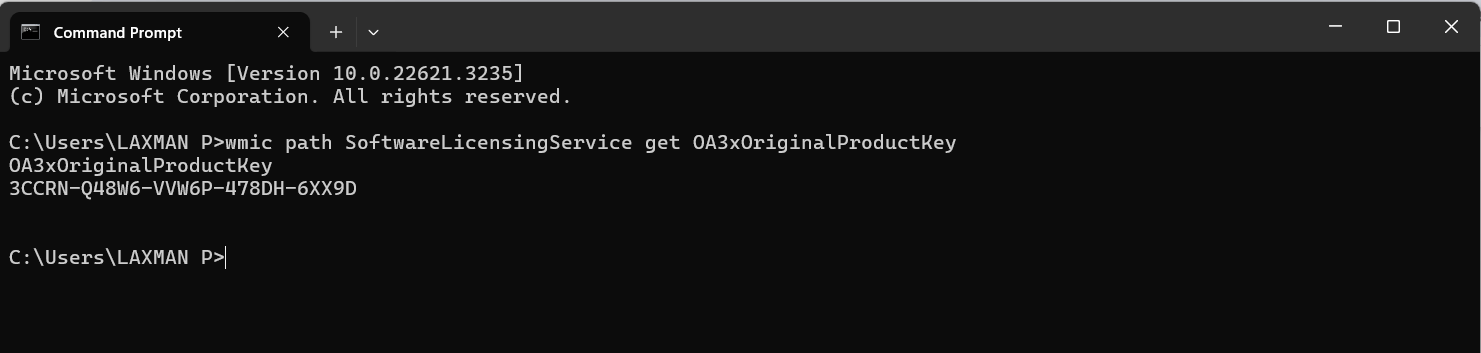 Command Prompt
Microsoft Windows [Version 10.0.22621.3235]
(c) Microsoft Corporation. All rights reserved.
C:\Users\LAXMAN P>wmic path SoftwareLicensingService get OA3xOriginalProductKey
OA3xOriginalProductKey
3CCRN-Q48W6-VVW6P-478DH-6XX9D
C:\Users\LAXMAN P>